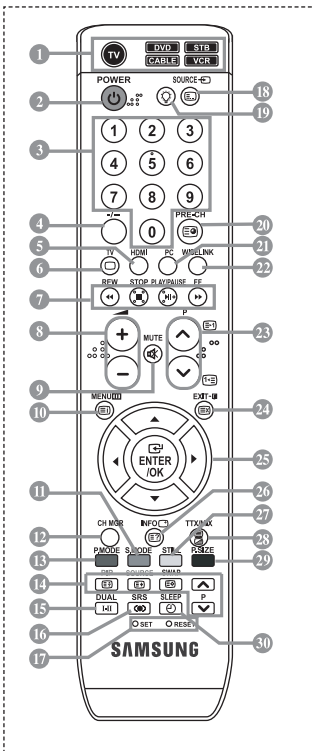 1 TV DVD STB
CABLE VCR
POWER SOURCE 18
2 19
3 1 2 3
4 5 6
7 8 9
4 -/-- 0 PRE-CH 20
5 21
6 TV HDMI PC W/SELINK 22
REW STOP PLAY/PAUSE FF
7
8 + P 23
9 MUTE
−
10 MENU EXIT 24
ENTER
/OK 25
11 26
12 CH MGR INFO TTX/MIX 27
28
13 P.MODE S.MODE STILL P.SIZE 29
PIP SOURCE SWAP
14
15 DUAL SRS SLEEP P
I-II
16 30
17 SET RESET
SAMSUNG